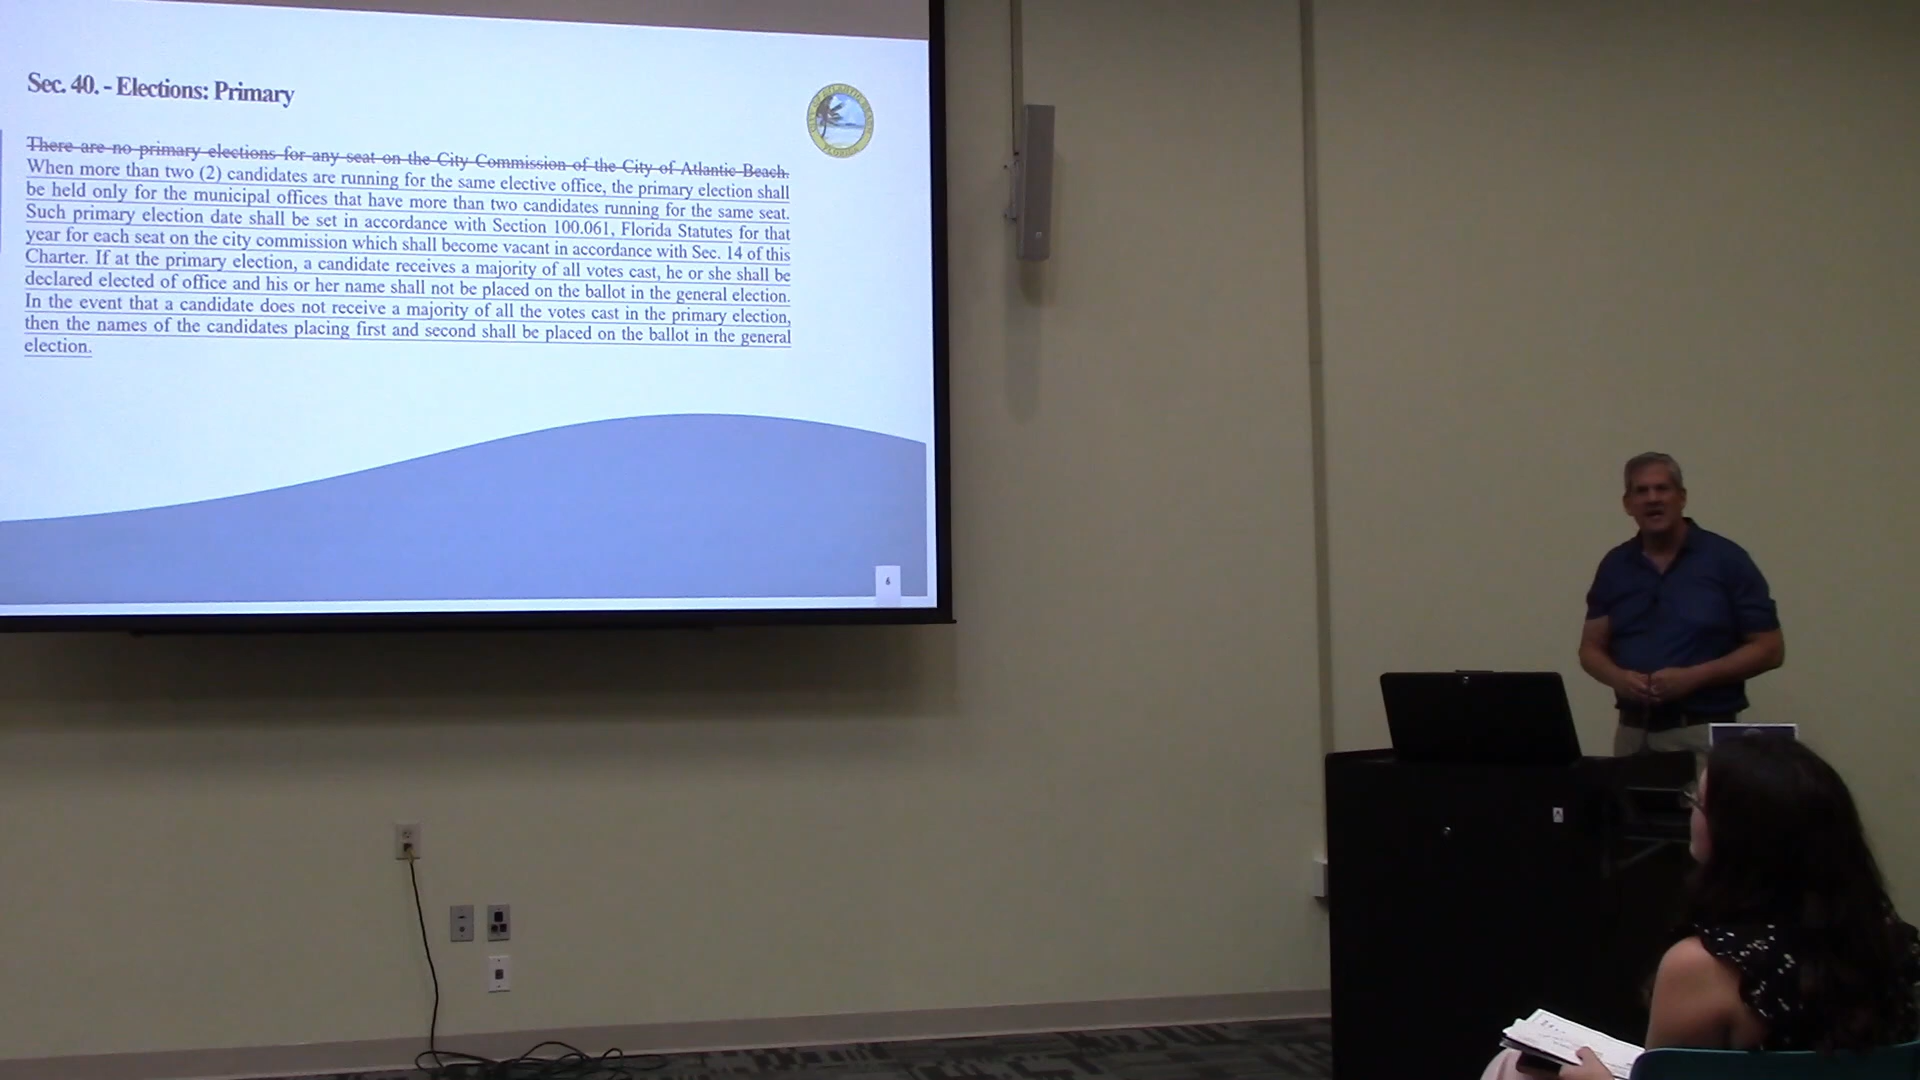 Sec. 40. - Elections: Primary
There are no primary elections for any seat on the City Commission of the City of Atlantic Beach.
When more than two (2) candidates are running for the same elective office, the primary election shall
be held only for the municipal offices that have more than two candidates running for the same seat.
Such primary election date shall be set in accordance with Section 100.061, Florida Statutes for that
year for each seat on the city commission which shall become vacant in accordance with Sec. 14 of this
Charter. If at the primary election, a candidate receives a majority of all votes cast, he or she shall be
declared elected of office and his or her name shall not be placed on the ballot in the general election.
In the event that a candidate does not receive a majority of all the votes cast in the primary election,
then the names of the candidates placing first and second shall be placed on the ballot in the general
election.
6